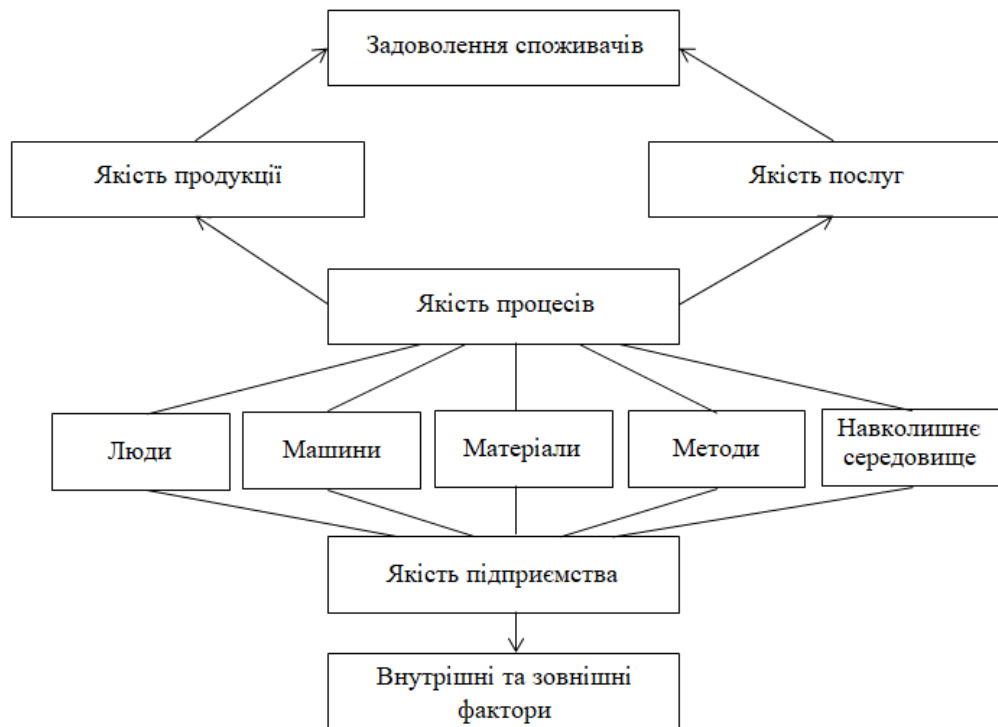 Задоволення споживачів
Якість продукції
Якість послуг
Якість процесів
Люди
Машини
Матеріали
Методи
Навколишнє
середовище
Якість підприємства
Внутрішні та зовнішні
фактори